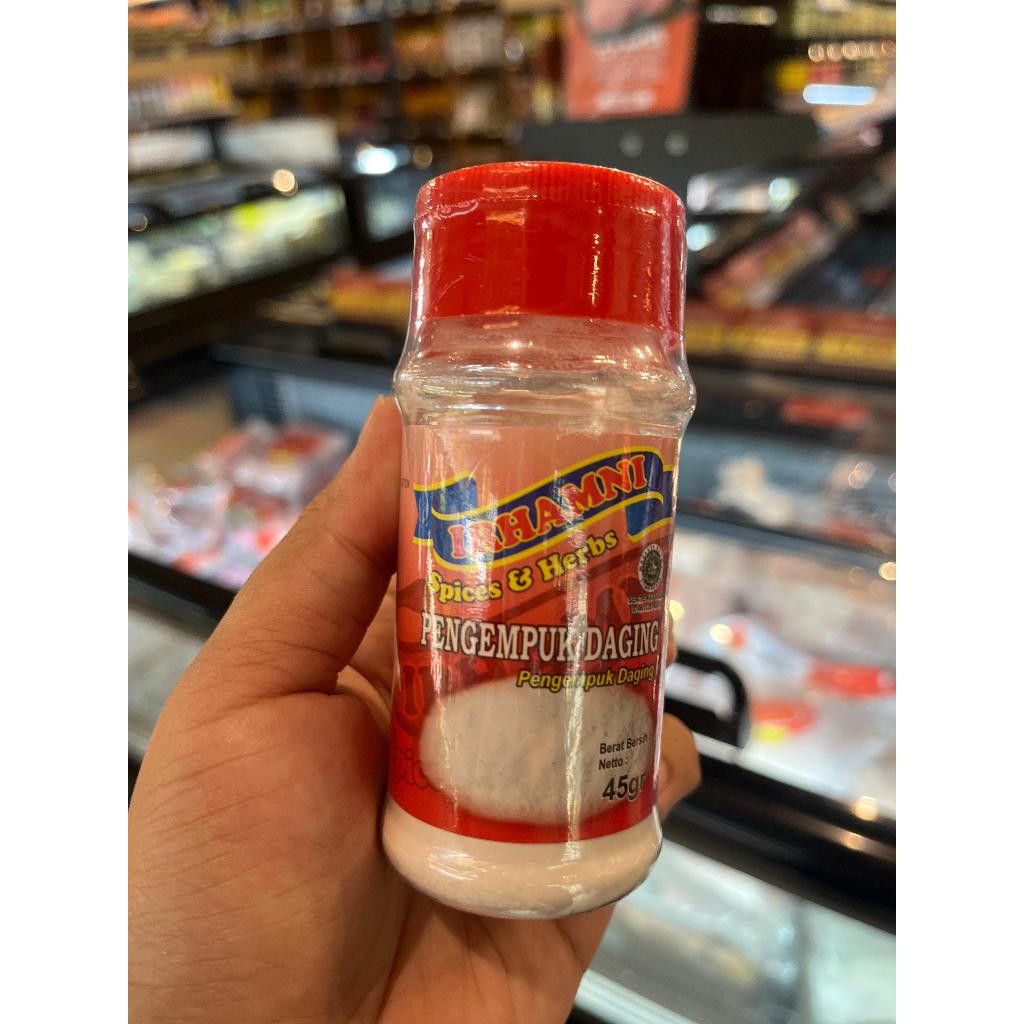 IRHAMNI
Spices & Herbs
PENGEMPUK DAGING
Pengempuk Daging
Berat Bersih
Netto :
45gr